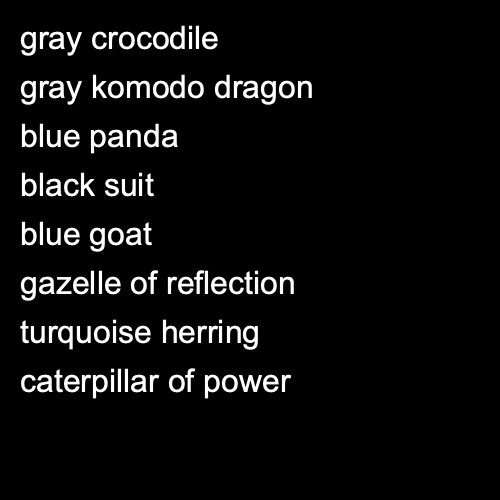 gray crocodile
gray komodo dragon
blue panda
black suit
blue goat
gazelle of reflection
turquoise herring
caterpillar of power